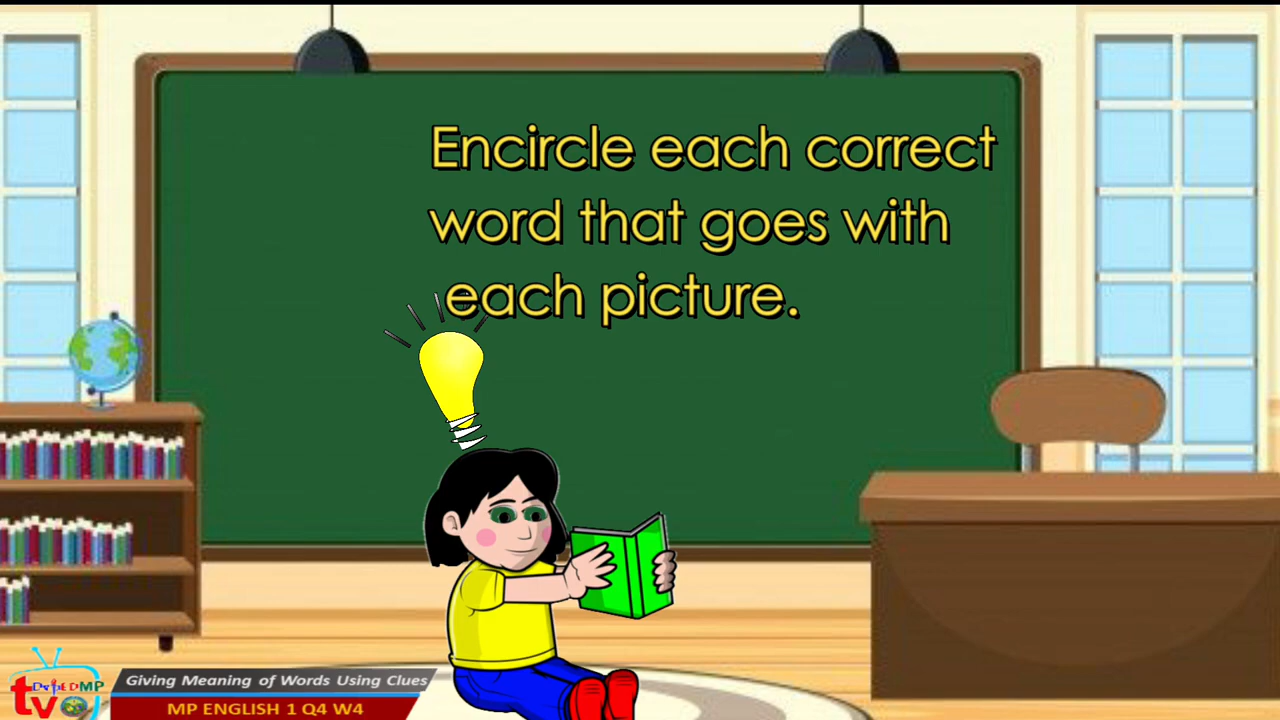 Encircle each correct
word that goes with
each picture.
DepEdMP
tv
Giving Meaning of Words Using Clues
MP ENGLISH 1 Q4 W4